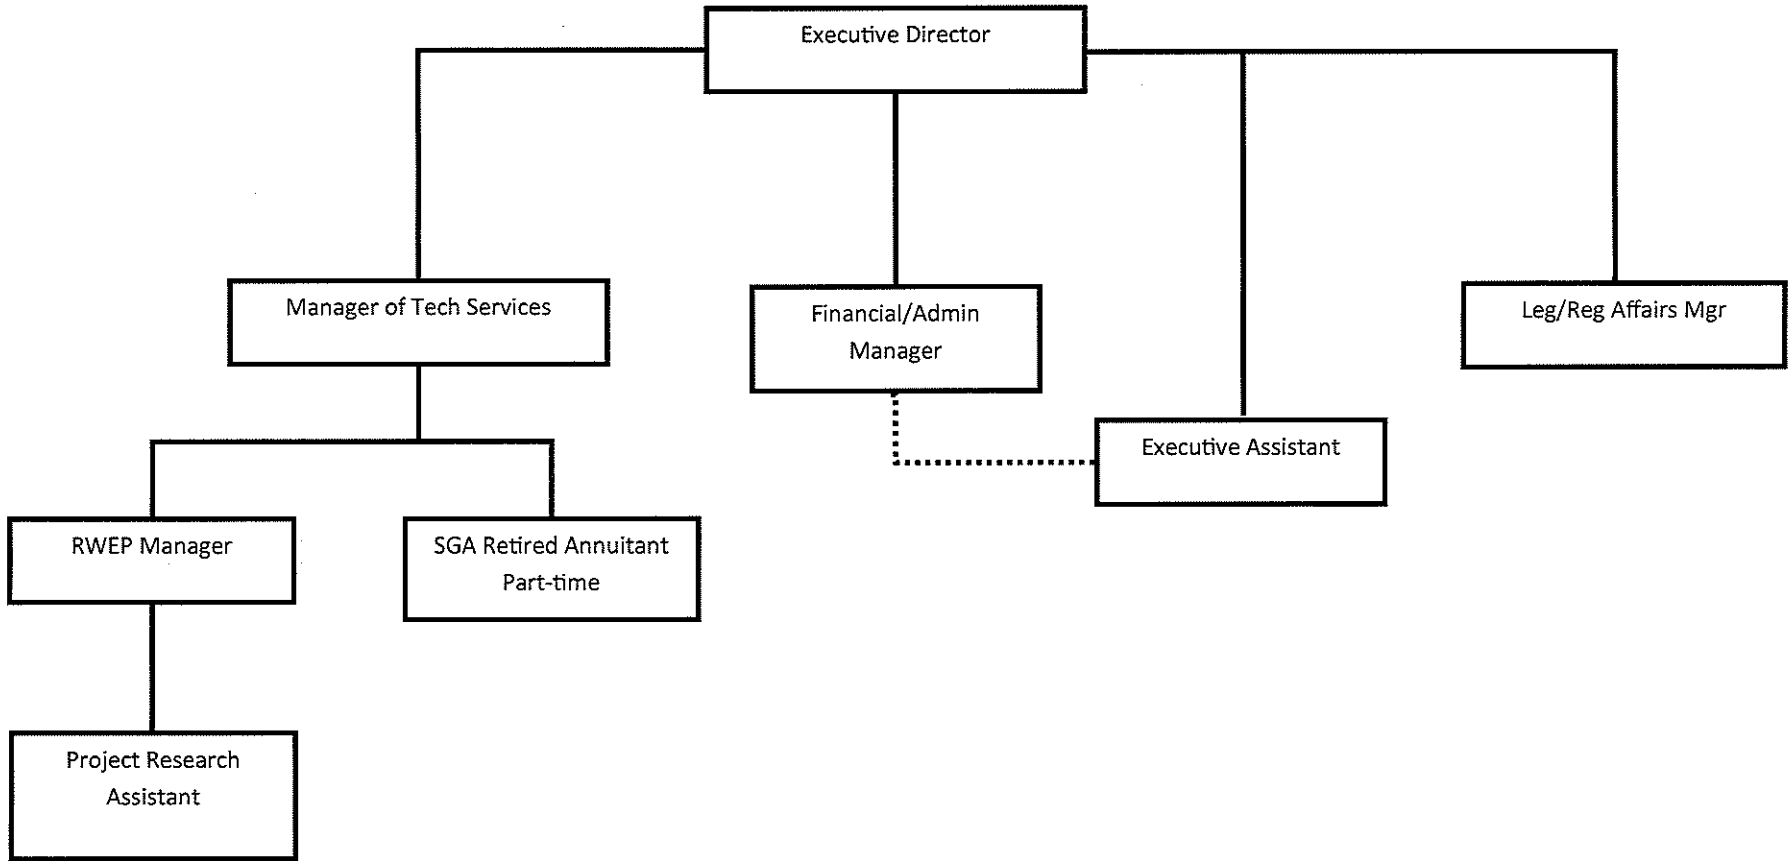 Executive Director
Manager of Tech Services
Financial/Admin
Manager
Leg/Reg Affairs Mgr
Executive Assistant
RWEP Manager
SGA Retired Annuitant
Part-time
Project Research
Assistant